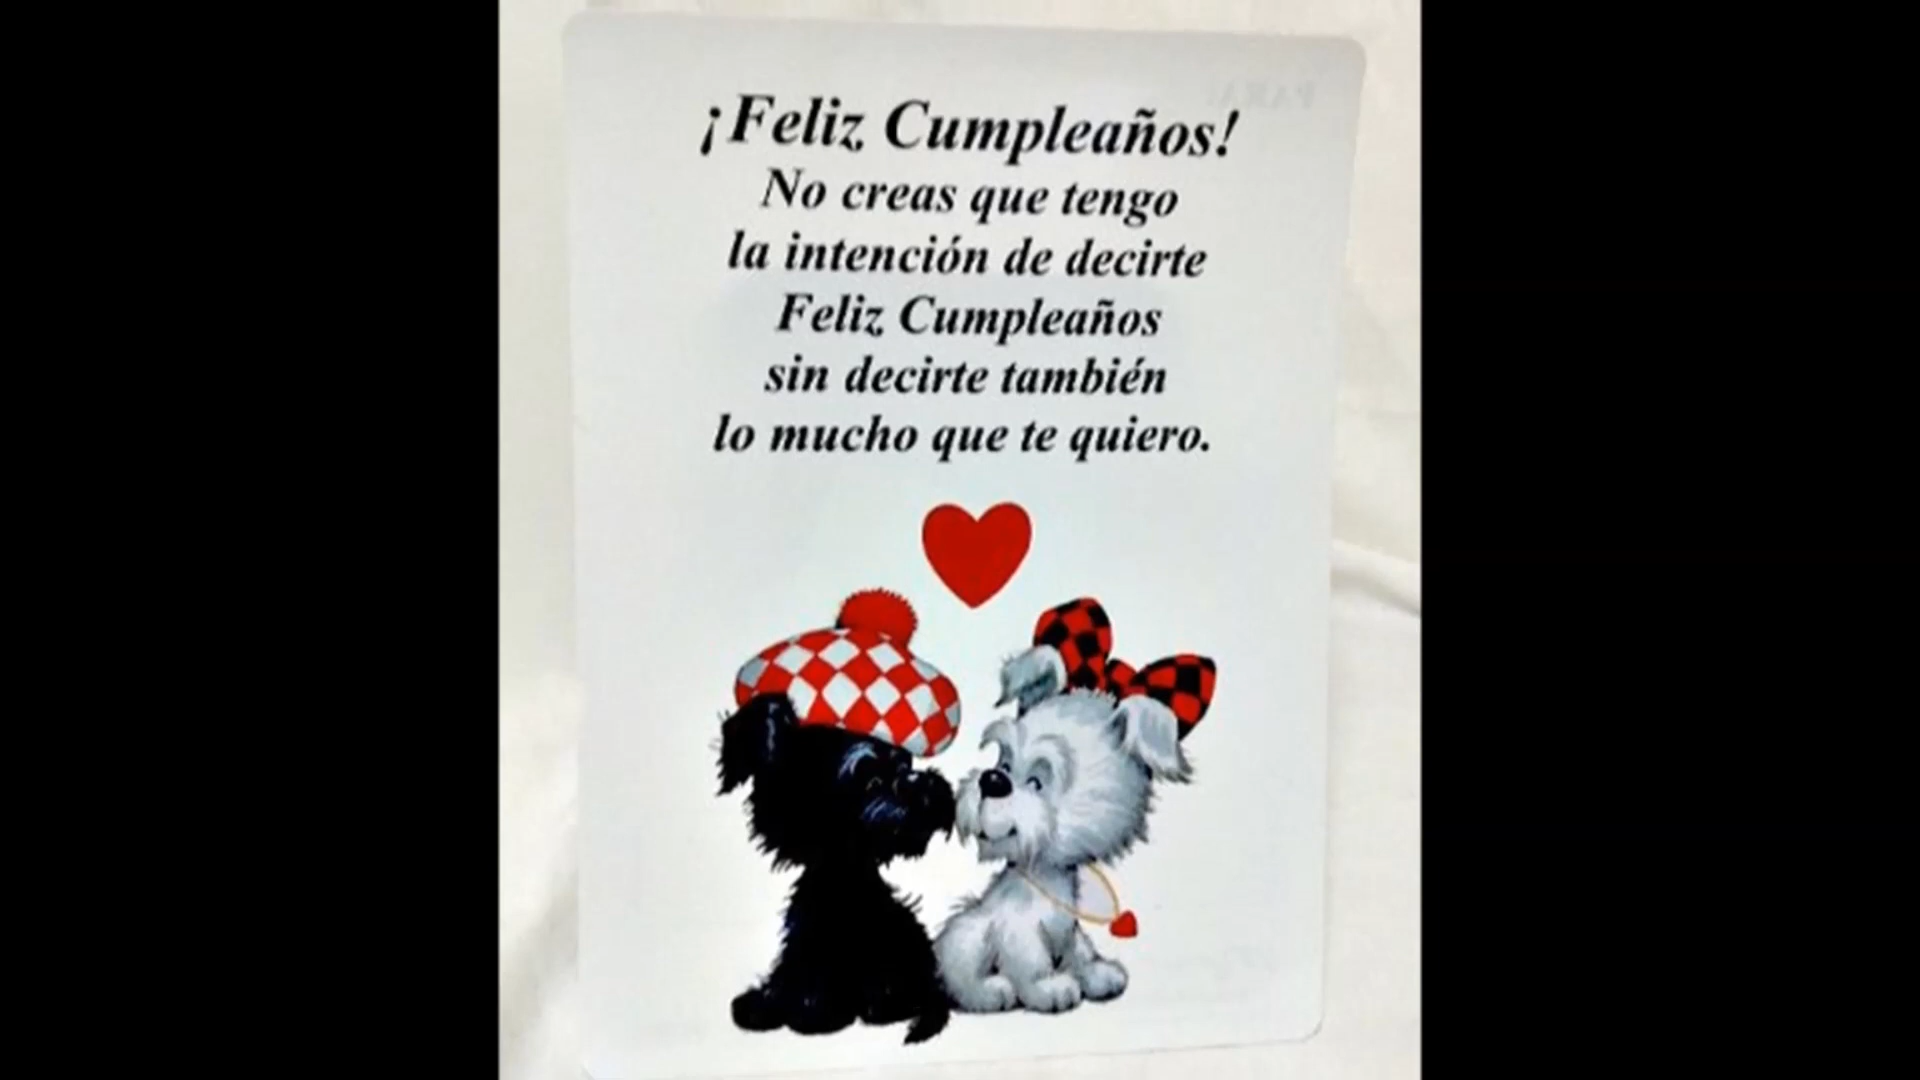 ¡Feliz Cumpleaños!
No creas que tengo
la intención de decirte
Feliz Cumpleaños
sin decirte también
lo mucho que te quiero.